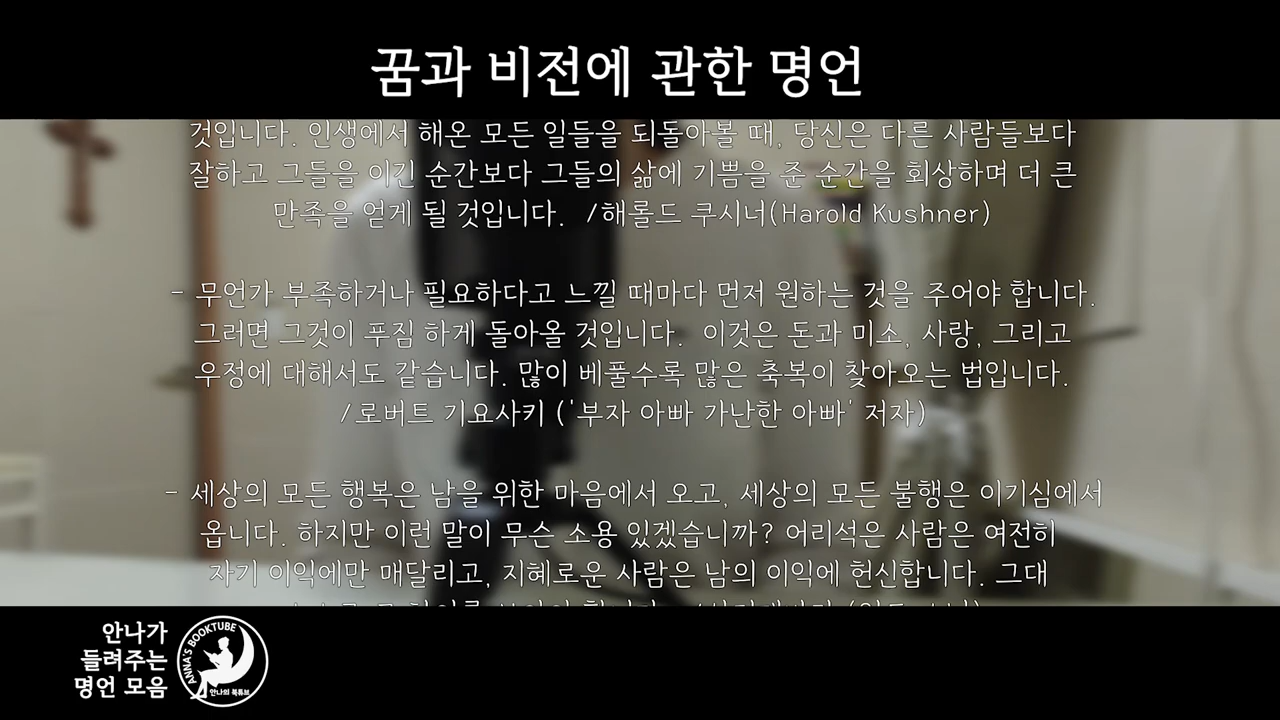 꿈과 비전에 관한 명언
것입니다. 인생에서 해온 모든 일들을 되돌아볼 때, 당신은 다른 사람들보다
잘하고 그들을 이긴 순간보다 그들의 삶에 기쁨을 준 순간을 회상하며 더 큰
만족을 얻게 될 것입니다. /해롤드 쿠시너(Harold Kushner)
- 무언가 부족하거나 필요하다고 느낄 때마다 먼저 원하는 것을 주어야 합니다.
그러면 그것이 푸짐 하게 돌아올 것입니다. 이것은 돈과 미소, 사랑, 그리고
우정에 대해서도 같습니다. 많이 베풀수록 많은 축복이 찾아오는 법입니다.
/로버트 기요사키 ('부자 아빠 가난한 아빠' 저자)
- 세상의 모든 행복은 남을 위한 마음에서 오고, 세상의 모든 불행은 이기심에서
옵니다. 하지만 이런 말이 무슨 소용 있겠습니까? 어리석은 사람은 여전히
자기 이익에만 매달리고, 지혜로운 사람은 남의 이익에 헌신합니다. 그대
안나가
들려주는
명언 모음
ANNA'S BOOKTUBE
안나의 북튜브